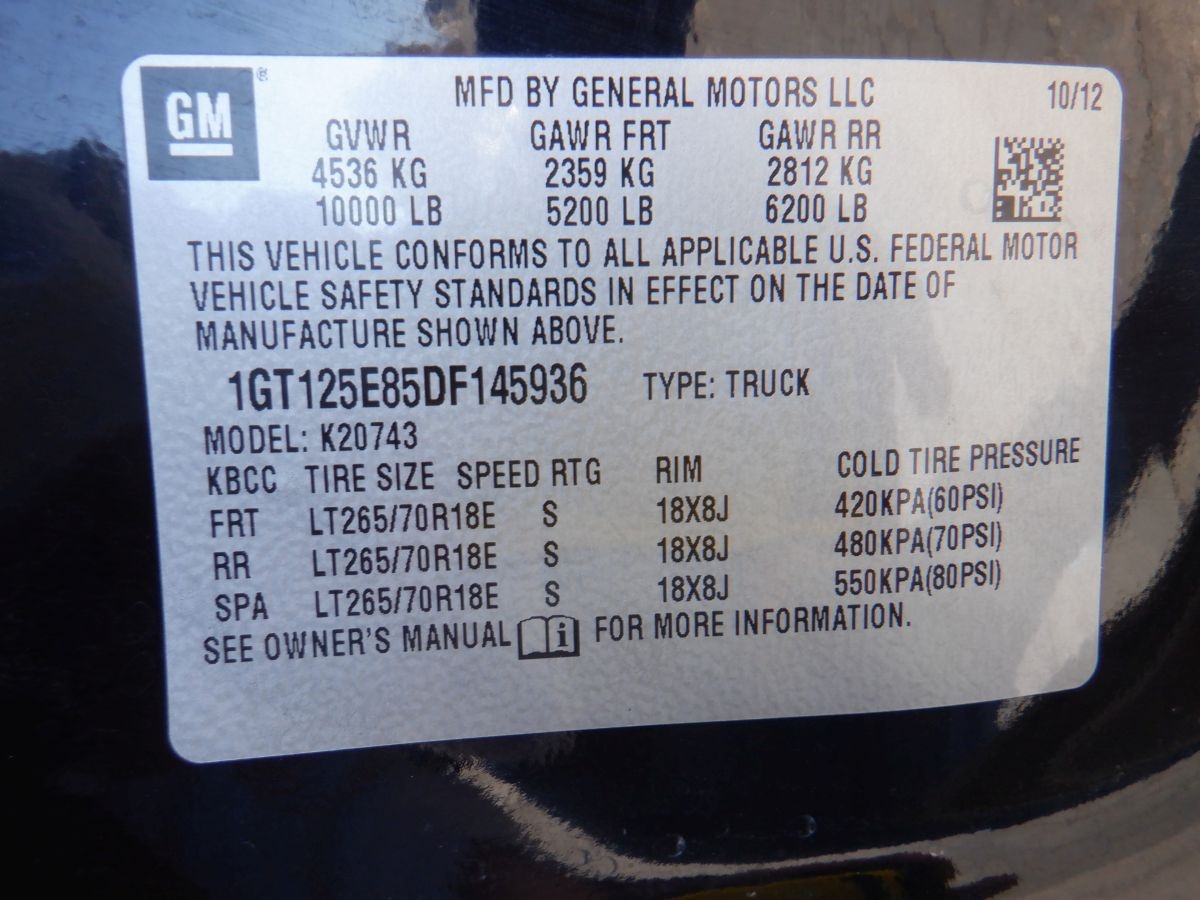 GM ®
MFD BY GENERAL MOTORS LLC 10/12
GVWR GAWR FRT GAWR RR
4536 KG 2359 KG 2812 KG
10000 LB 5200 LB 6200 LB
THIS VEHICLE CONFORMS TO ALL APPLICABLE U.S. FEDERAL MOTOR
VEHICLE SAFETY STANDARDS IN EFFECT ON THE DATE OF
MANUFACTURE SHOWN ABOVE.
1GT125E85DF145936 TYPE: TRUCK
MODEL: K20743
KBCC TIRE SIZE SPEED RTG RIM COLD TIRE PRESSURE
FRT LT265/70R18E S 18X8J 420KPA(60PSI)
RR LT265/70R18E S 18X8J 480KPA(70PSI)
SPA LT265/70R18E S 18X8J 550KPA(80PSI)
SEE OWNER'S MANUAL i FOR MORE INFORMATION.